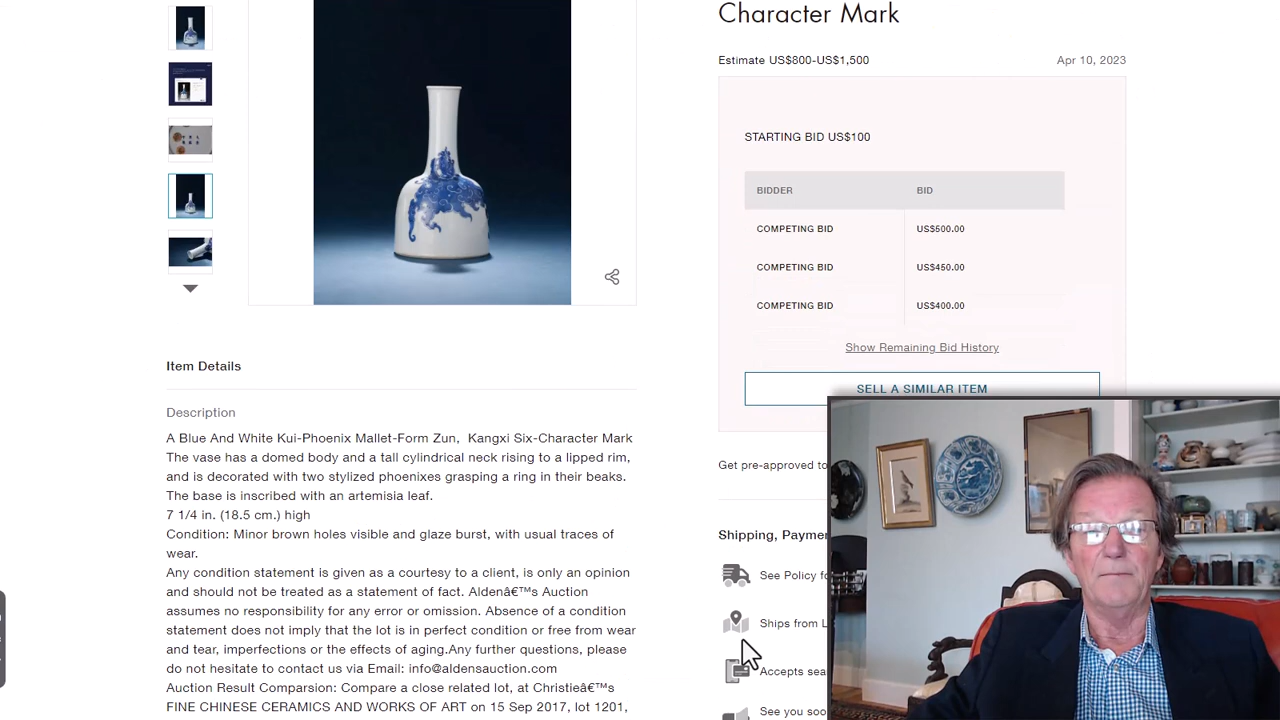 Character Mark
Estimate US$800-US$1,500
Apr 10, 2023
STARTING BID US$100
BIDDER BID
COMPETING BID US$500.00
COMPETING BID US$450.00
COMPETING BID US$400.00
Show Remaining Bid History
SELL A SIMILAR ITEM
Item Details
Description
A Blue And White Kui-Phoenix Mallet-Form Zun, Kangxi Six-Character Mark
The vase has a domed body and a tall cylindrical neck rising to a lipped rim,
and is decorated with two stylized phoenixes grasping a ring in their beaks.
The base is inscribed with an artemisia leaf.
7 1/4 in. (18.5 cm.) high
Condition: Minor brown holes visible and glaze burst, with usual traces of
wear.
Any condition statement is given as a courtesy to a client, is only an opinion
and should not be treated as a statement of fact. Aldenâ€™s Auction
assumes no responsibility for any error or omission. Absence of a condition
statement does not imply that the lot is in perfect condition or free from wear
and tear, imperfections or the effects of aging.Any further questions, please
do not hesitate to contact us via Email: info@aldensauction.com
Auction Result Comparsion: Compare a close related lot, at Christieâ€™s
FINE CHINESE CERAMICS AND WORKS OF ART on 15 Sep 2017, lot 1201,
Get pre-approved to
Shipping, Paymen
See Policy fo
Ships from L
Accepts sea
See you soo